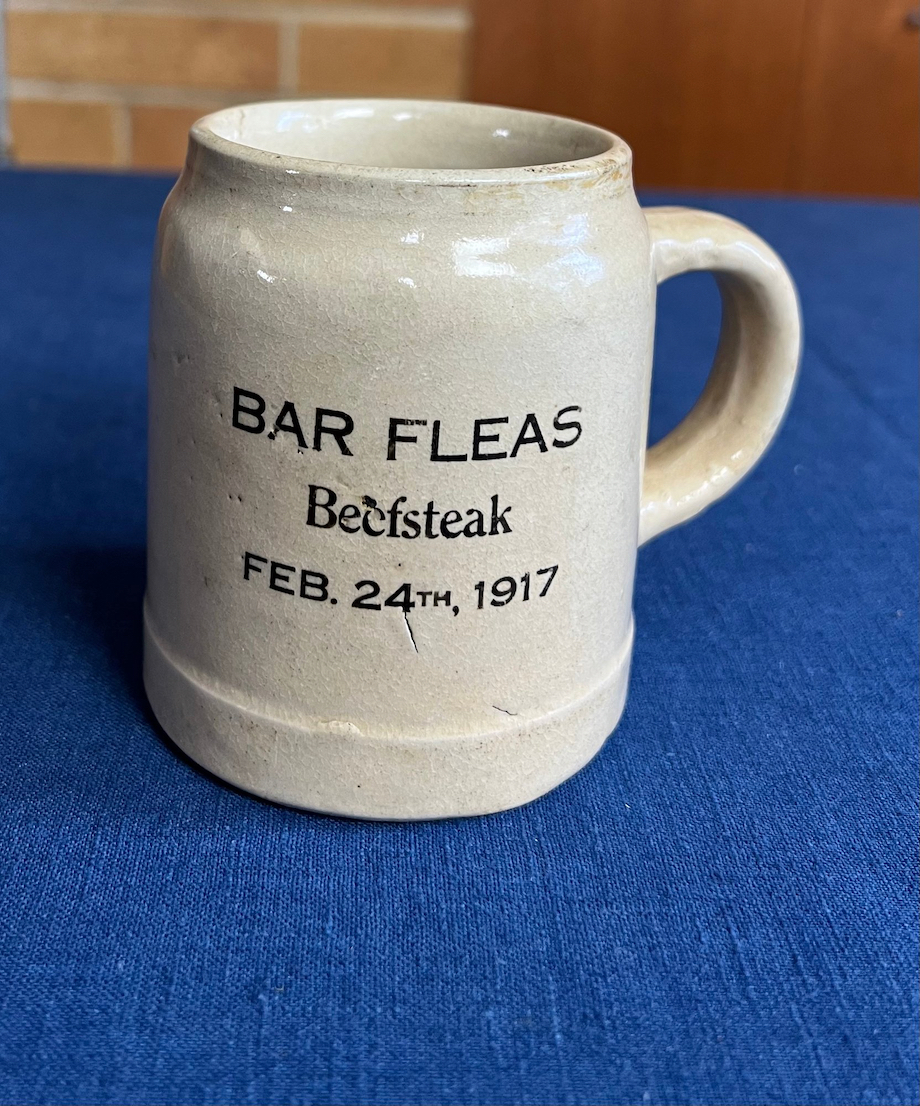 BAR FLEAS
Beefsteak
FEB. 24TH, 1917